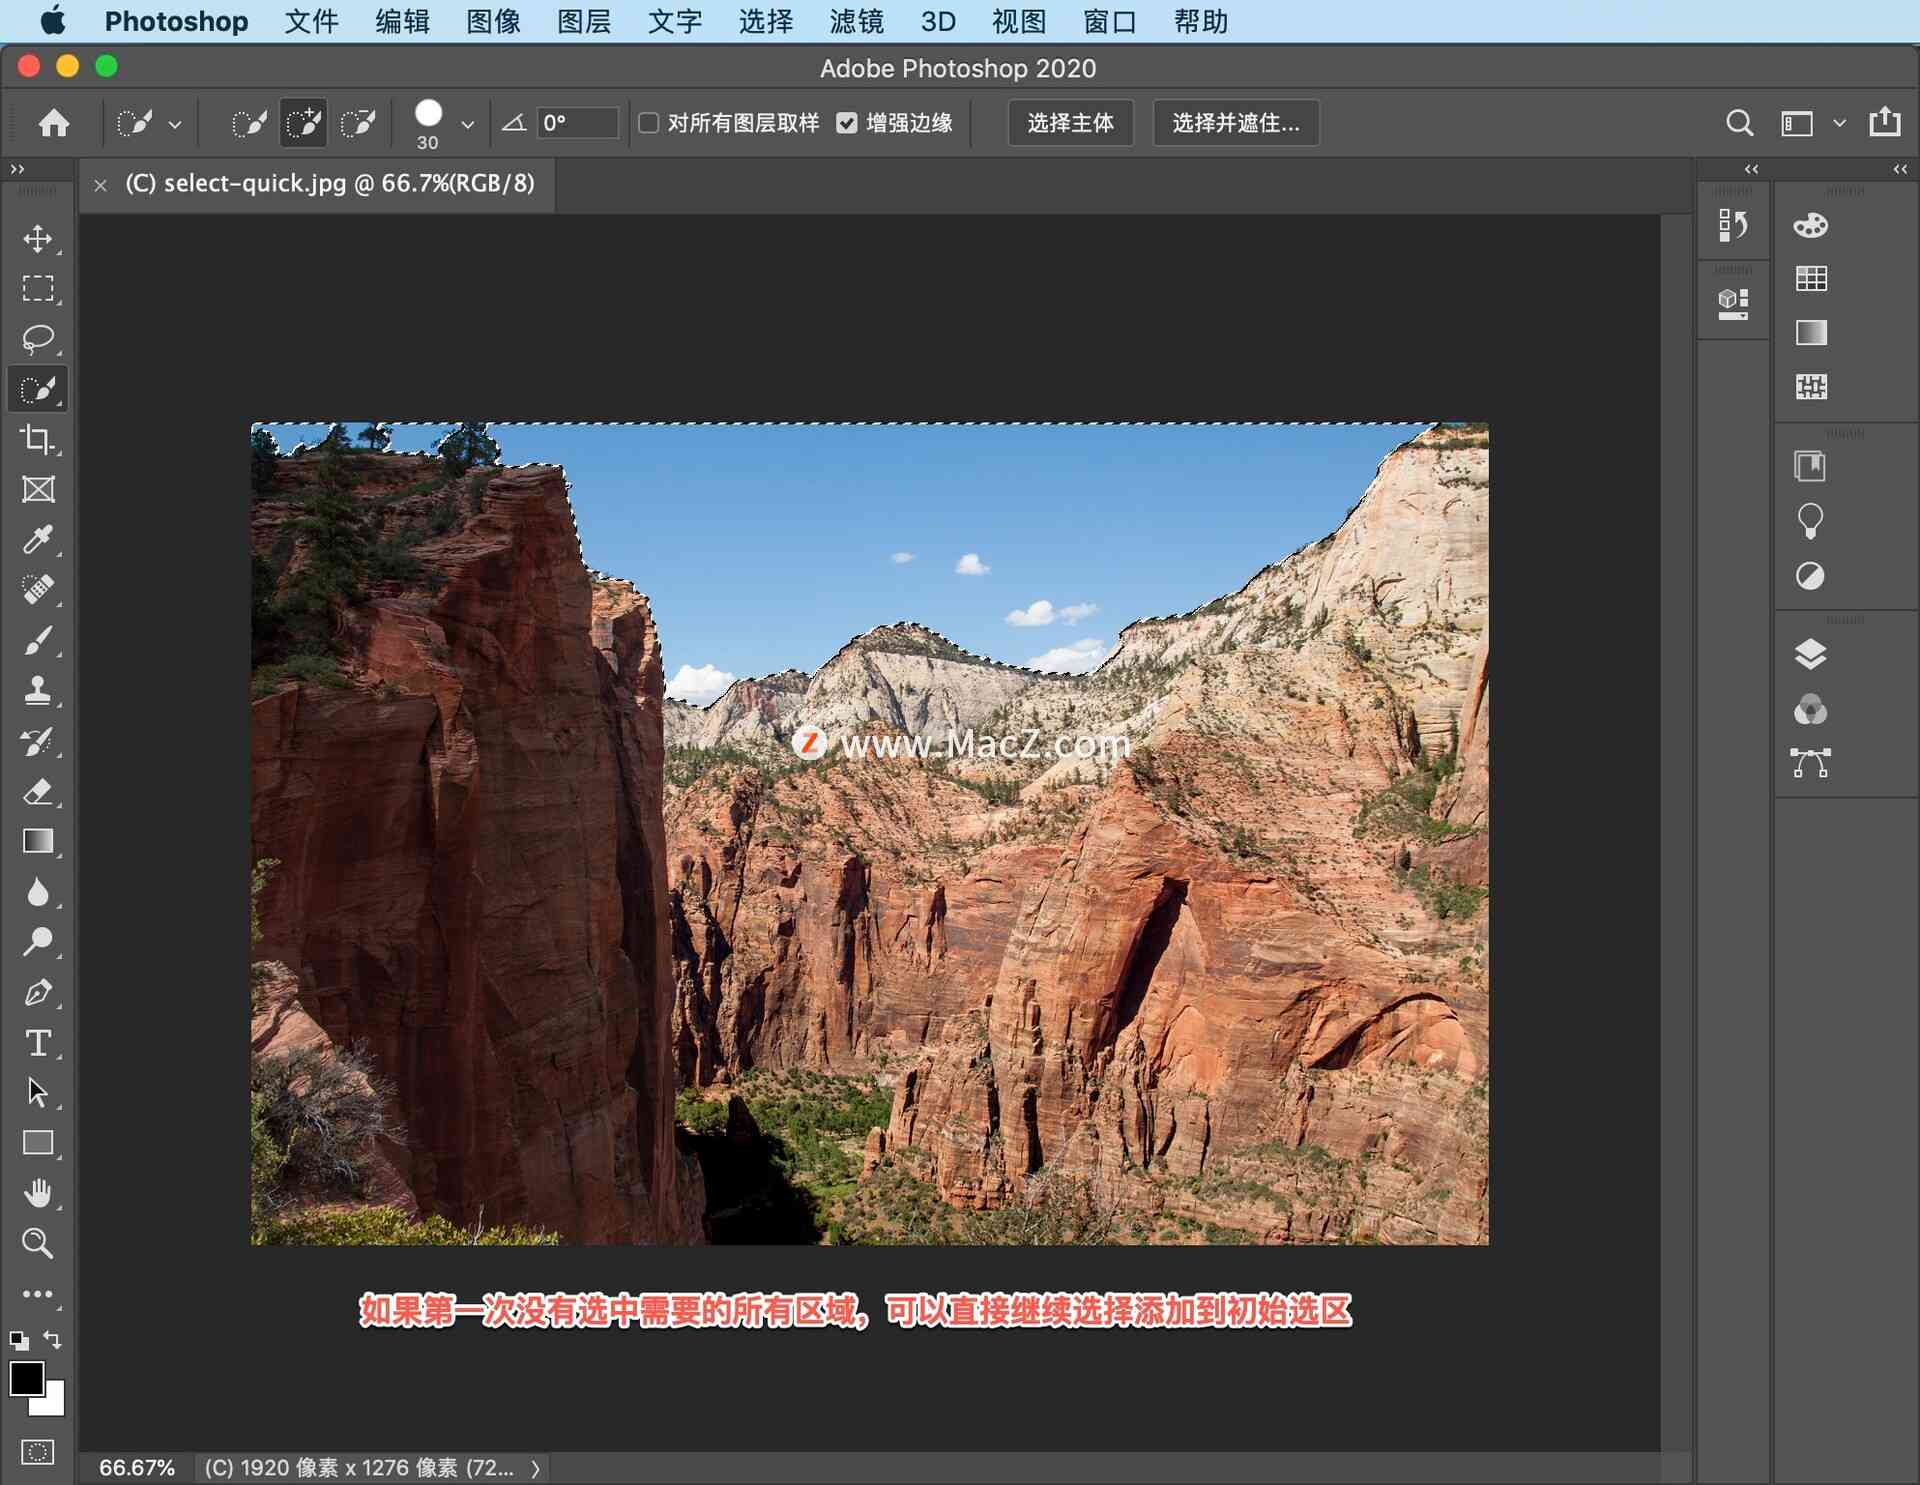 Photoshop 文件 编辑 图像 图层 文字 选择 滤镜 3D 视图 窗口 帮助
Adobe Photoshop 2020
30 0° 对所有图层取样 增强边缘 选择主体 选择并遮住...
(C) select-quick.jpg @ 66.7%(RGB/8)
Z www.MacZ.com
如果第一次没有选中需要的所有区域，可以直接继续选择添加到初始选区
66.67% (C) 1920 像素 x 1276 像素 (72...